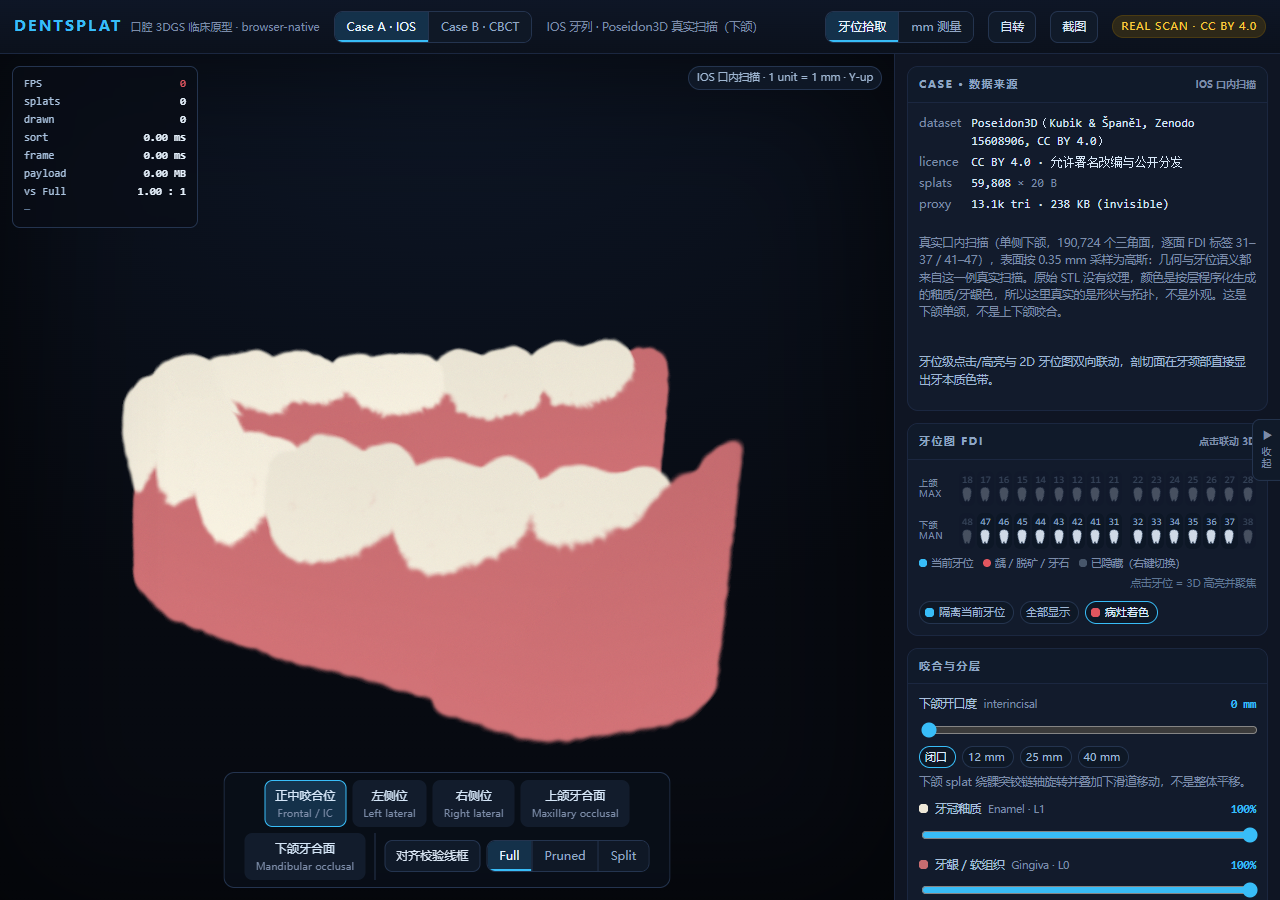 DENTSPLAT 口腔 3DGS 临床原型 · browser-native
Case A · IOS
Case B · CBCT
IOS 牙列 · Poseidon3D 真实扫描（下颌）
牙位拾取
mm 测量
自转
截图
REAL SCAN · CC BY 4.0
FPS 0
splats 0
drawn 0
sort 0.00 ms
frame 0.00 ms
payload 0.00 MB
vs Full 1.00 : 1
—
IOS 口内扫描 · 1 unit = 1 mm · Y-up
正中咬合位
Frontal / IC
左侧位
Left lateral
右侧位
Right lateral
上颌牙合面
Maxillary occlusal
下颌牙合面
Mandibular occlusal
对齐校验线框
Full
Pruned
Split
CASE · 数据来源 IOS 口内扫描
dataset Poseidon3D（Kubík & Španěl, Zenodo
15608906, CC BY 4.0）
licence CC BY 4.0 · 允许署名改编与公开分发
splats 59,808 × 20 B
proxy 13.1k tri · 238 KB (invisible)
真实口内扫描（单侧下颌，190,724 个三角面，逐面 FDI 标签 31–
37 / 41–47），表面按 0.35 mm 采样为高斯：几何与牙位语义都
来自这一例真实扫描。原始 STL 没有纹理，颜色是按层程序化生成
的釉质/牙龈色，所以这里真实的是形状与拓扑，不是外观。这是
下颌单颌，不是上下颌咬合。
牙位级点击/高亮与 2D 牙位图双向联动，剖切面在牙颈部直接显
出牙本质色带。
牙位图 FDI 点击联动 3D
收起
上颌 18 17 16 15 14 13 12 11 21 22 23 24 25 26 27 28
MAX
下颌 48 47 46 45 44 43 42 41 31 32 33 34 35 36 37 38
MAN
当前牙位 龋 / 脱矿 / 牙石 已隐藏（右键切换）
点击牙位 = 3D 高亮并聚焦
隔离当前牙位
全部显示
病灶着色
咬合与分层
下颌开口度 interincisal 0 mm
闭口
12 mm
25 mm
40 mm
下颌 splat 绕髁突铰链轴旋转并叠加下滑道移动，不是整体平移。
牙冠釉质 Enamel · L1 100%
牙龈 / 软组织 Gingiva · L0 100%